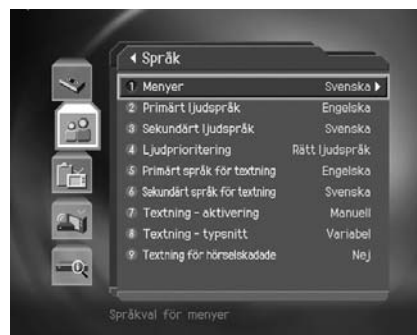 Språk
1 Menyer Svenska
2 Primärt ljudspråk Engelska
3 Sekundärt ljudspråk Svenska
4 Ljudprioritering Rätt ljudspråk
5 Primärt språk för textning Engelska
6 Sekundärt språk för textning Svenska
7 Textning - aktivering Manuell
8 Textning - typsnitt Variabel
9 Textning för hörselskadade Nej
Språkval för menyer